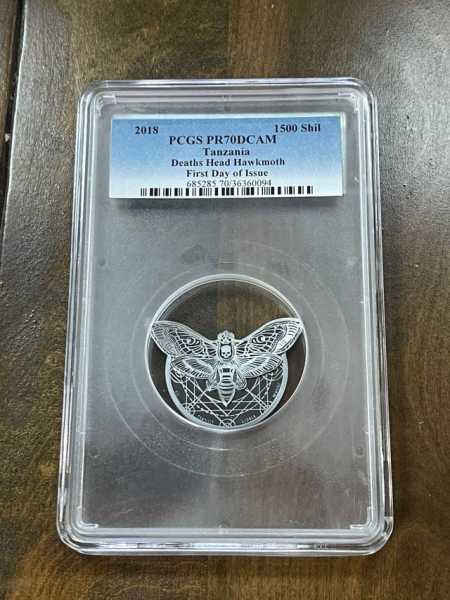 2018 1500 Shil
PCGS PR70DCAM
Tanzania
Deaths Head Hawkmoth
First Day of Issue
685285 70/36360094